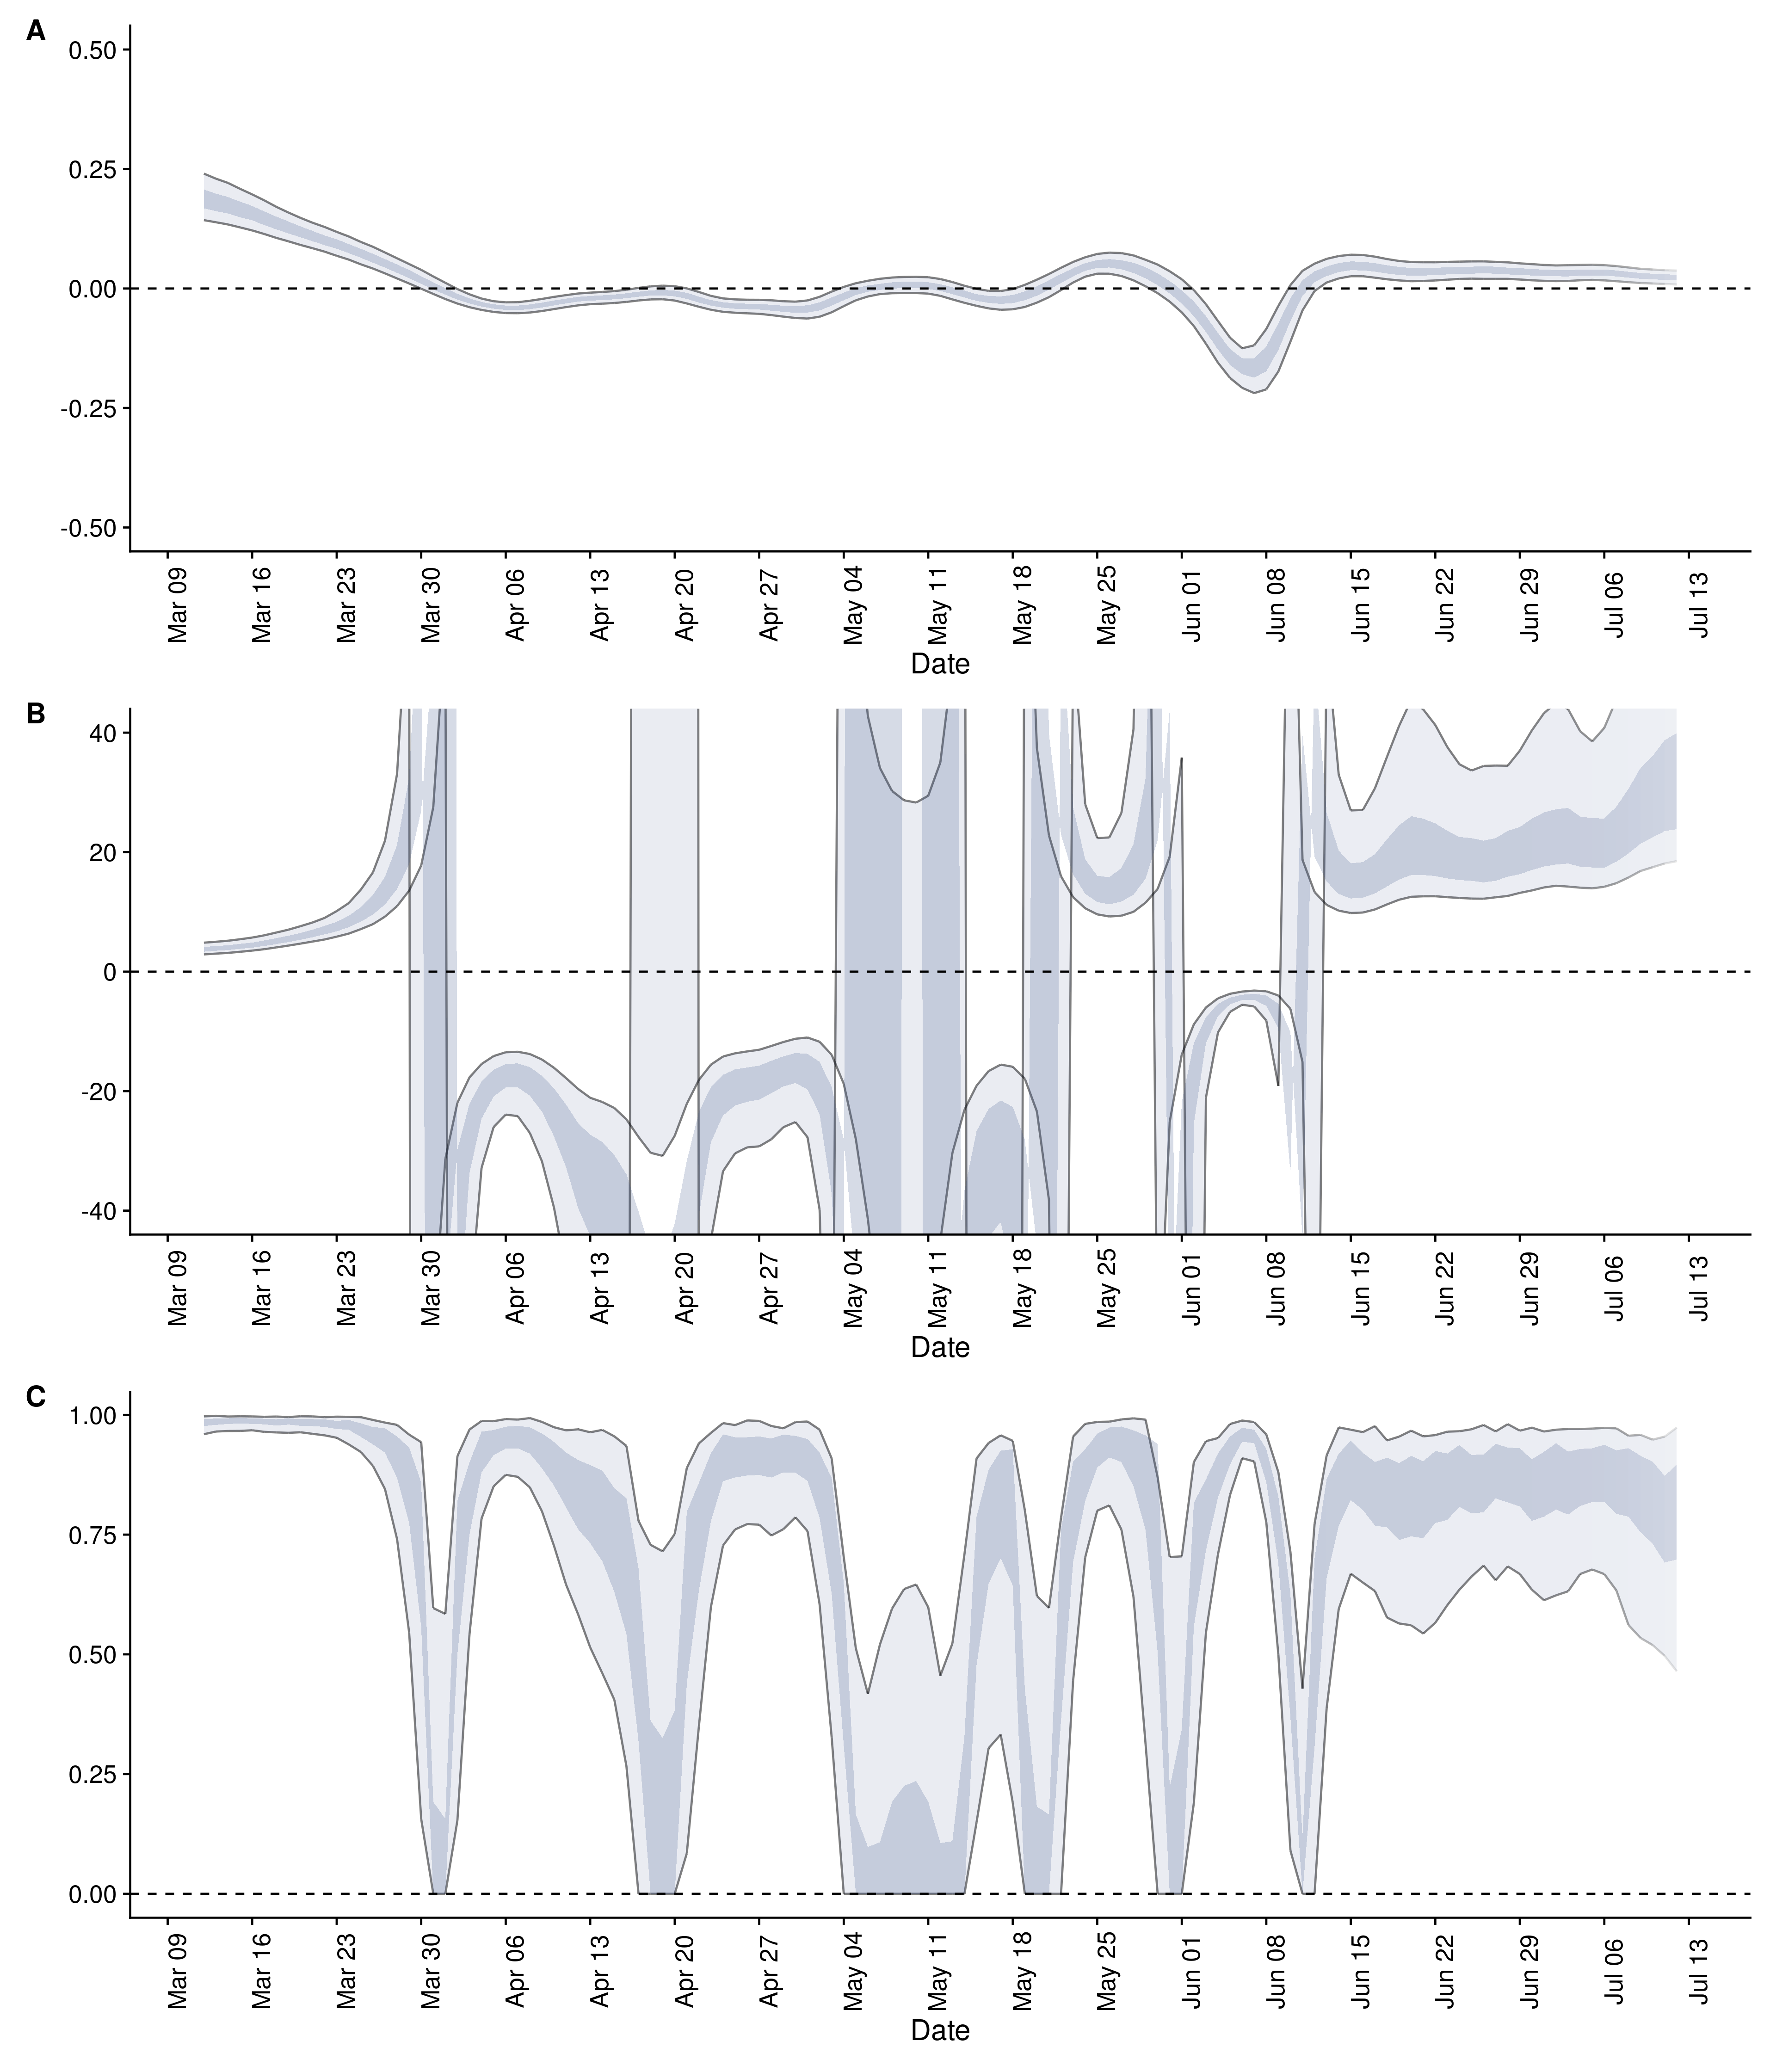 A
0.50
0.25
0.00
-0.25
-0.50
Mar 09
Mar 16
Mar 23
Mar 30
Apr 06
Apr 13
Apr 20
Apr 27
May 04
May 11
May 18
May 25
Jun 01
Jun 08
Jun 15
Jun 22
Jun 29
Jul 06
Jul 13
Date
B
40
20
0
-20
-40
Mar 09
Mar 16
Mar 23
Mar 30
Apr 06
Apr 13
Apr 20
Apr 27
May 04
May 11
May 18
May 25
Jun 01
Jun 08
Jun 15
Jun 22
Jun 29
Jul 06
Jul 13
Date
C
1.00
0.75
0.50
0.25
0.00
Mar 09
Mar 16
Mar 23
Mar 30
Apr 06
Apr 13
Apr 20
Apr 27
May 04
May 11
May 18
May 25
Jun 01
Jun 08
Jun 15
Jun 22
Jun 29
Jul 06
Jul 13
Date